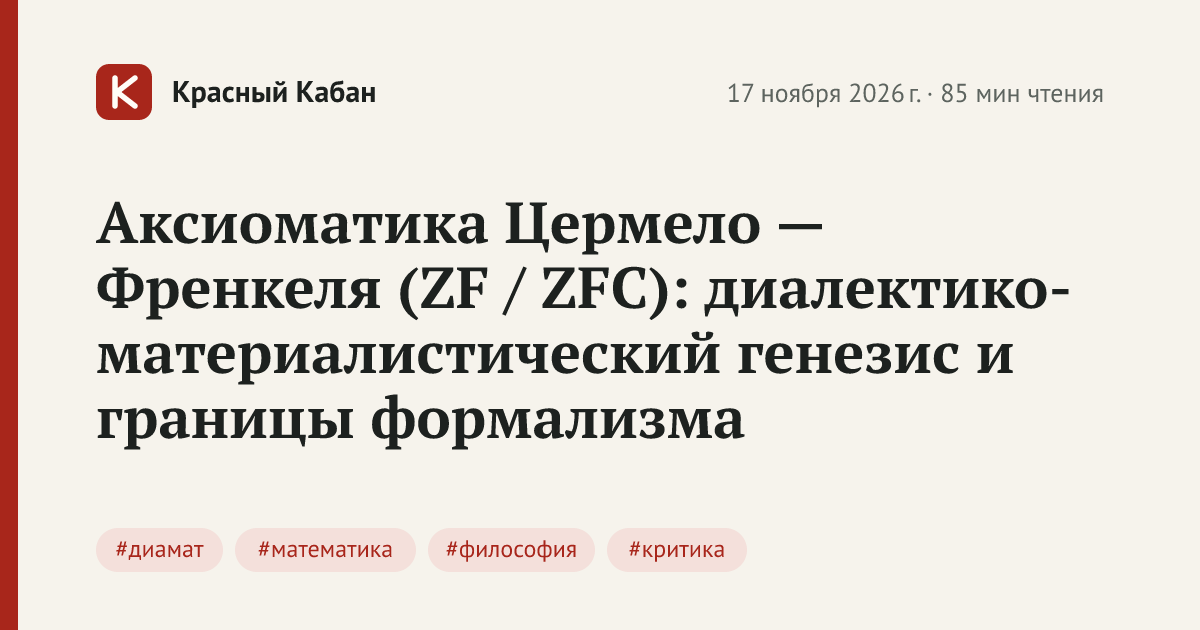 Красный Кабан
17 ноября 2026 г. · 85 мин чтения
Аксиоматика Цермело —
Френкеля (ZF / ZFC): диалектико-
материалистический генезис и
границы формализма
#диамат #математика #философия #критика